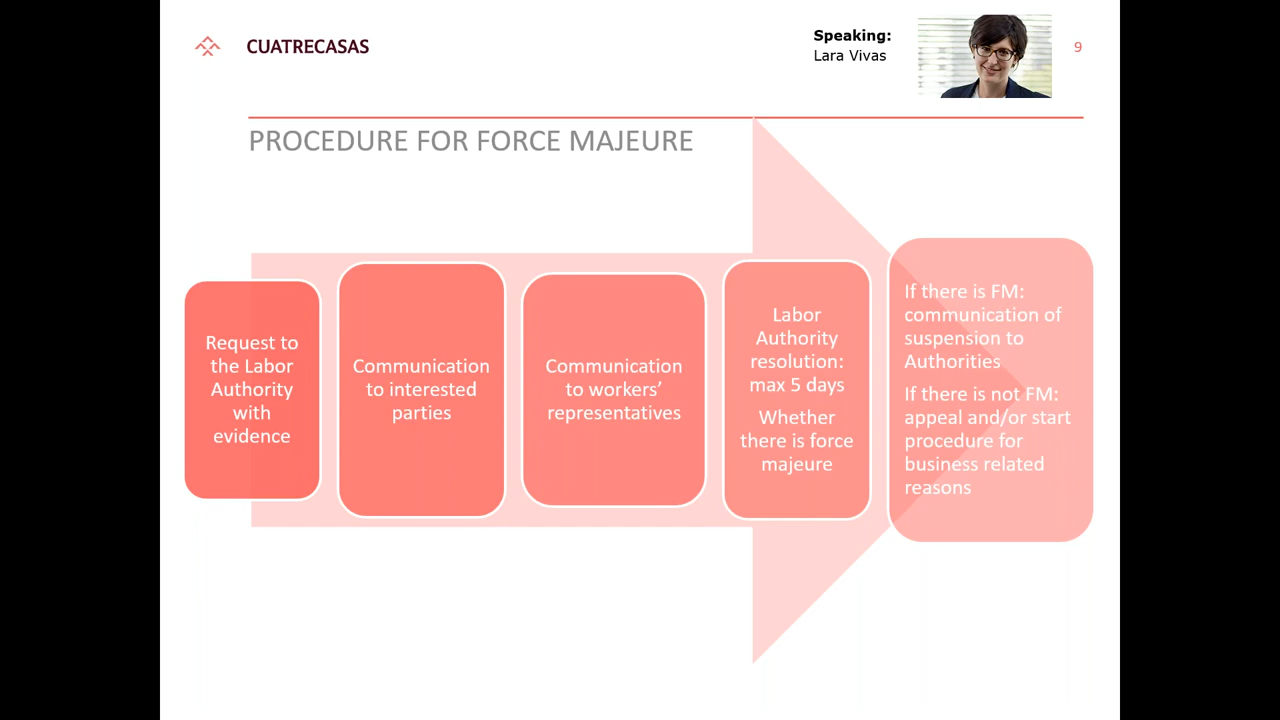 CUATRECASAS
Speaking:
Lara Vivas
9
PROCEDURE FOR FORCE MAJEURE
Request to
the Labor
Authority
with
evidence
Communication
to interested
parties
Communication
to workers’
representatives
Labor
Authority
resolution:
max 5 days
Whether
there is force
majeure
If there is FM:
communication of
suspension to
Authorities
If there is not FM:
appeal and/or start
procedure for
business related
reasons